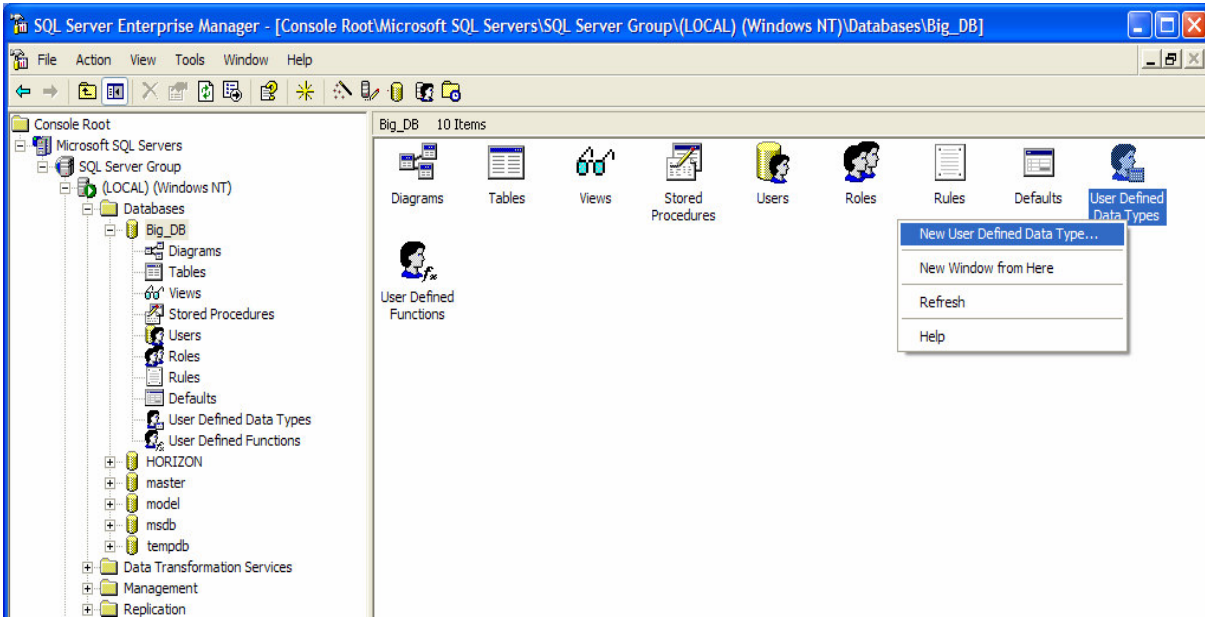 SQL Server Enterprise Manager - [Console Root\Microsoft SQL Servers\SQL Server Group\(LOCAL) (Windows NT)\Databases\Big_DB]
File Action View Tools Window Help
Console Root
Microsoft SQL Servers
SQL Server Group
(LOCAL) (Windows NT)
Databases
Big_DB
Diagrams
Tables
Views
Stored Procedures
Users
Roles
Rules
Defaults
User Defined Data Types
User Defined Functions
HORIZON
master
model
msdb
tempdb
Data Transformation Services
Management
Replication
Big_DB 10 Items
Diagrams Tables Views Stored Users Roles Rules Defaults User Defined
Procedures Data Types
User Defined
Functions
New User Defined Data Type...
New Window from Here
Refresh
Help